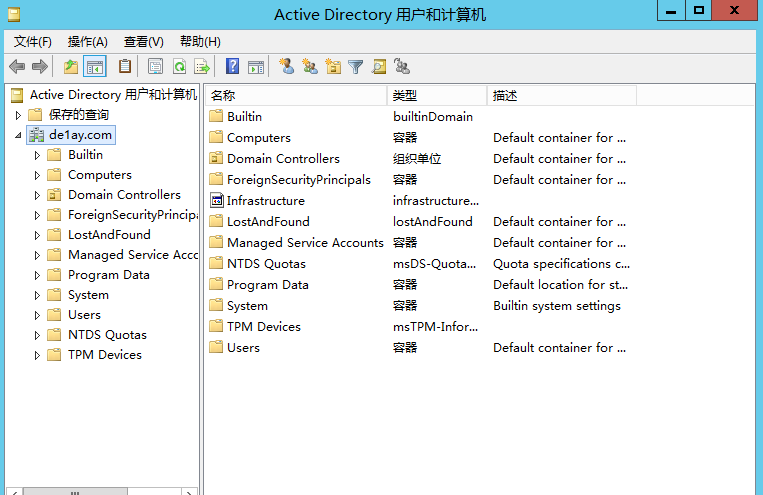 Active Directory 用户和计算机
文件(F) 操作(A) 查看(V) 帮助(H)
Active Directory 用户和计算机
保存的查询
de1ay.com
Builtin
Computers
Domain Controllers
ForeignSecurityPrincipa
LostAndFound
Managed Service Acc
Program Data
System
Users
NTDS Quotas
TPM Devices
名称 类型 描述
Builtin builtinDomain
Computers 容器 Default container for ...
Domain Controllers 组织单位 Default container for ...
ForeignSecurityPrincipals 容器 Default container for ...
Infrastructure infrastructure...
LostAndFound lostAndFound Default container for ...
Managed Service Accounts 容器 Default container for ...
NTDS Quotas msDS-Quota... Quota specifications c...
Program Data 容器 Default location for st...
System 容器 Builtin system settings
TPM Devices msTPM-Infor...
Users 容器 Default container for ...